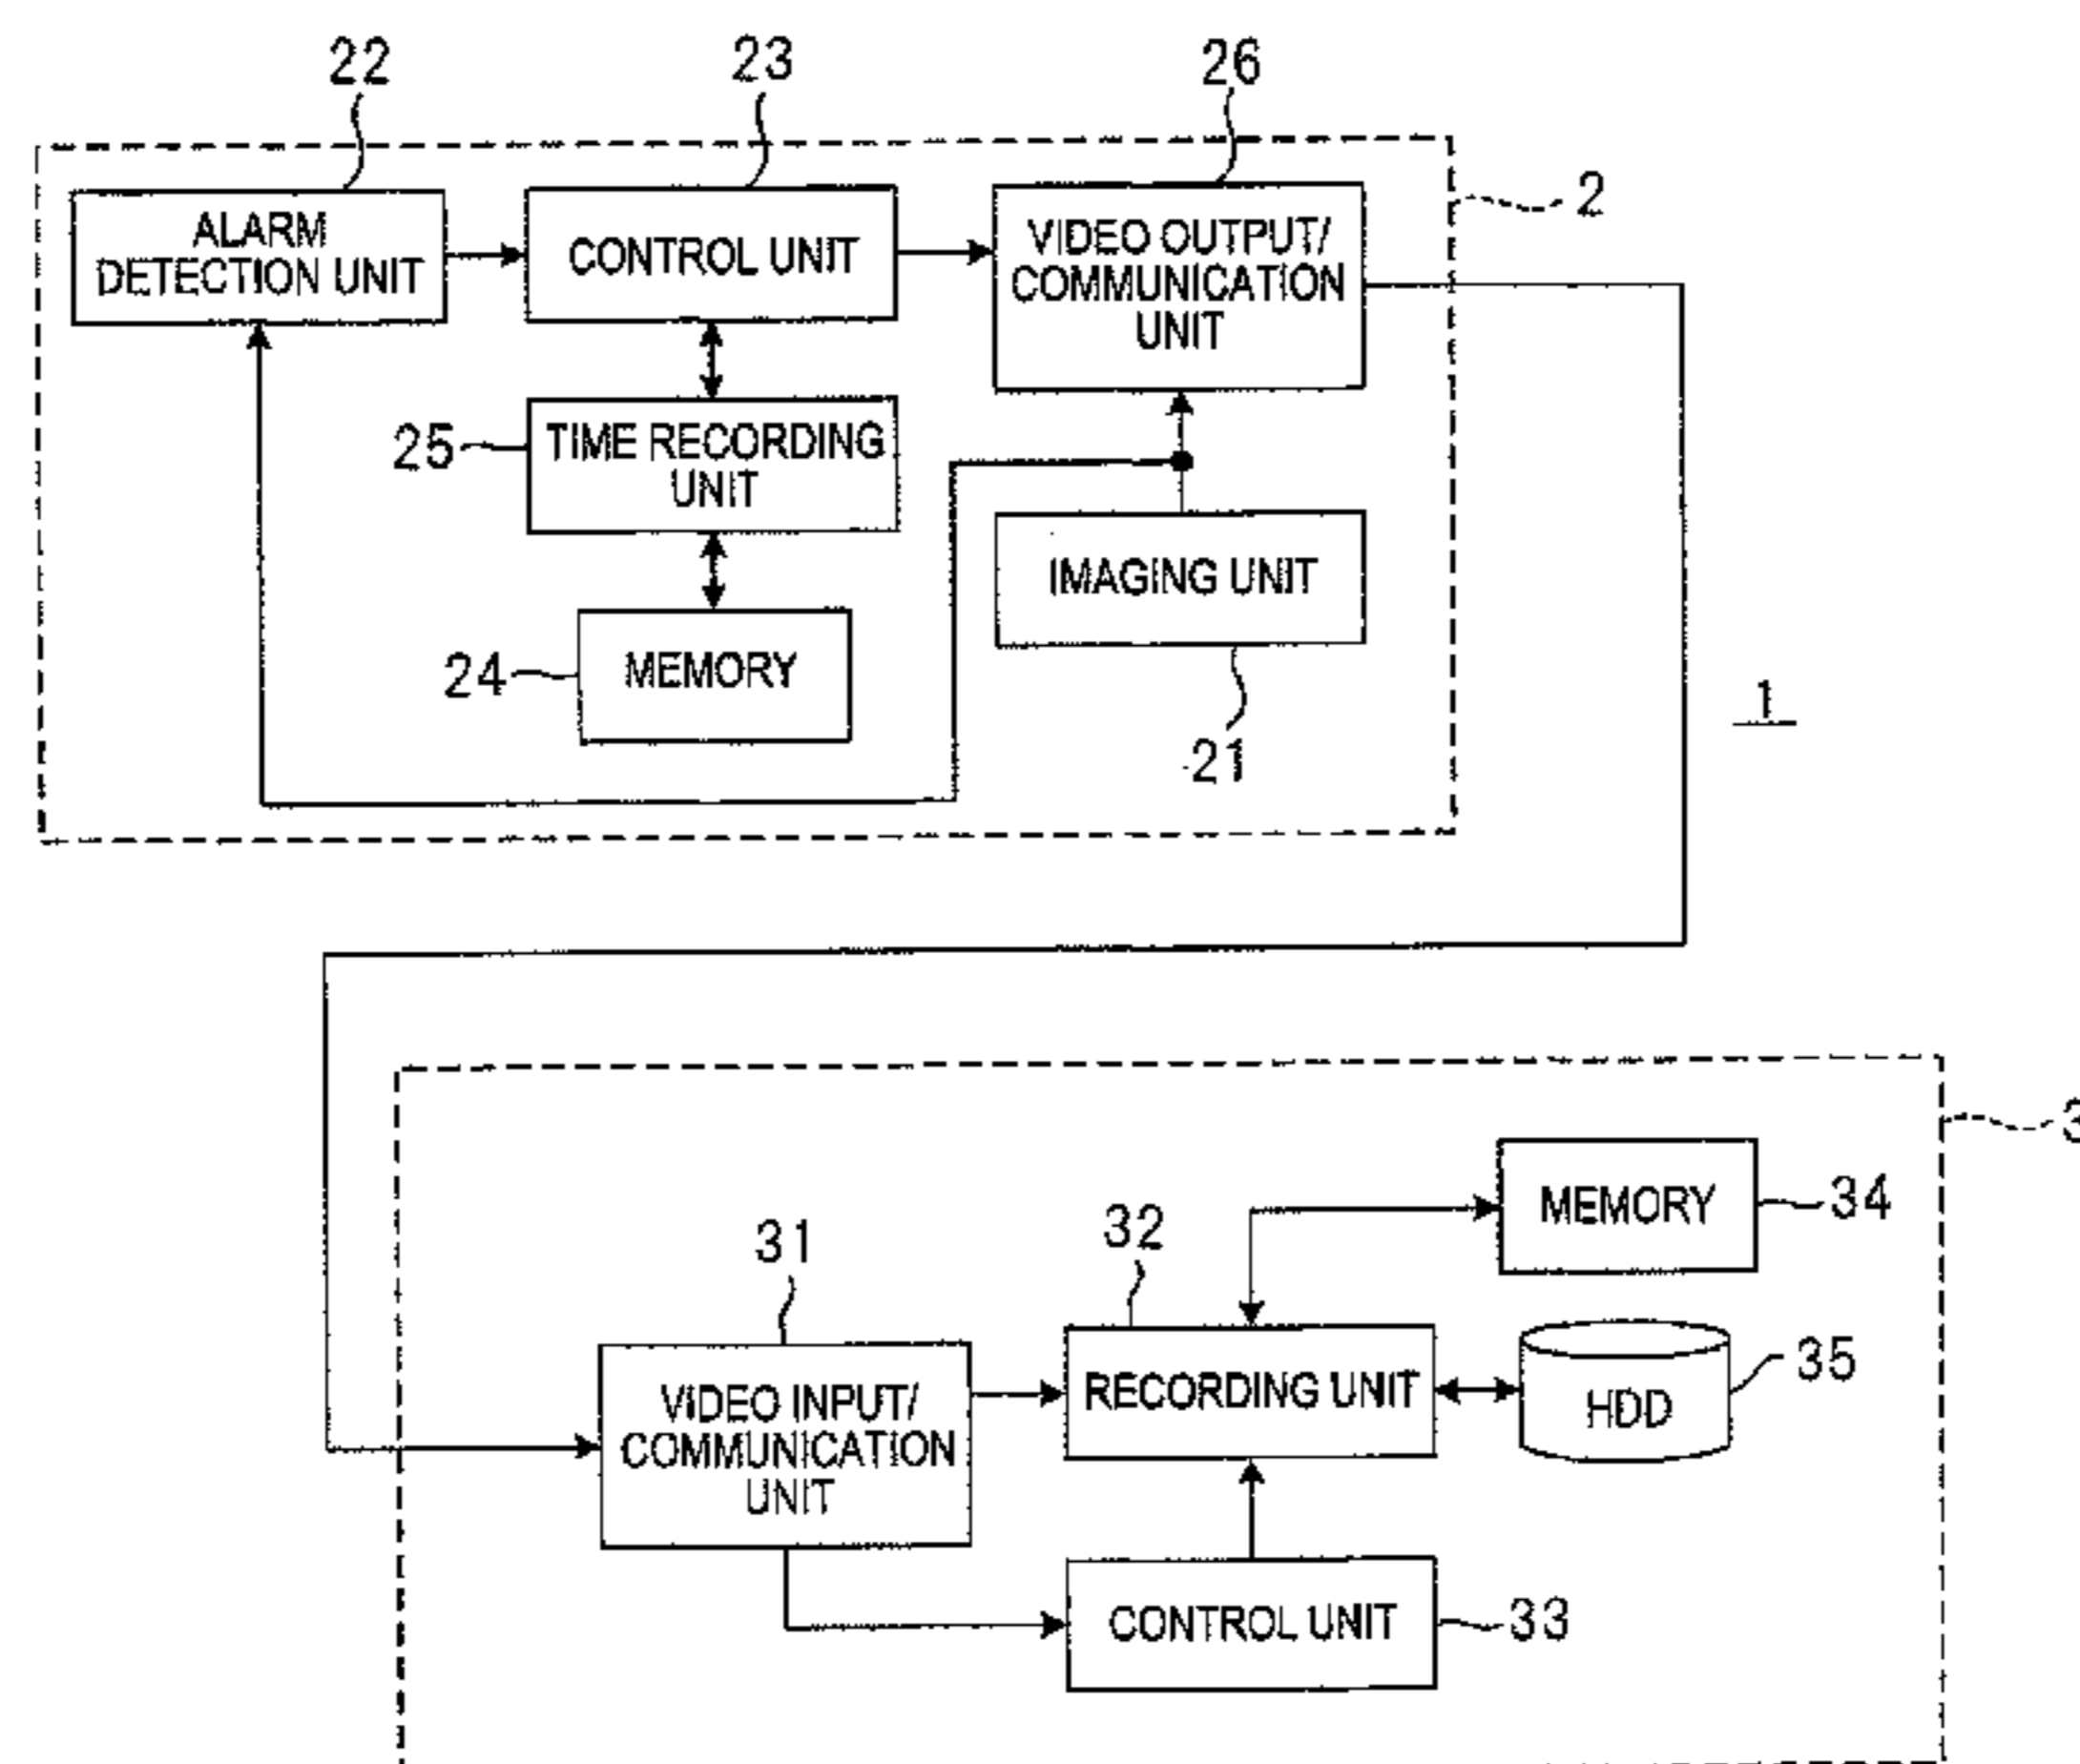 22
23
26
2
ALARM
DETECTION UNIT
CONTROL UNIT
VIDEO OUTPUT/
COMMUNICATION
UNIT
25
TIME RECORDING
UNIT
IMAGING UNIT
24
MEMORY
21
1
3
MEMORY
34
31
32
VIDEO INPUT/
COMMUNICATION
UNIT
RECORDING UNIT
HDD
35
CONTROL UNIT
33